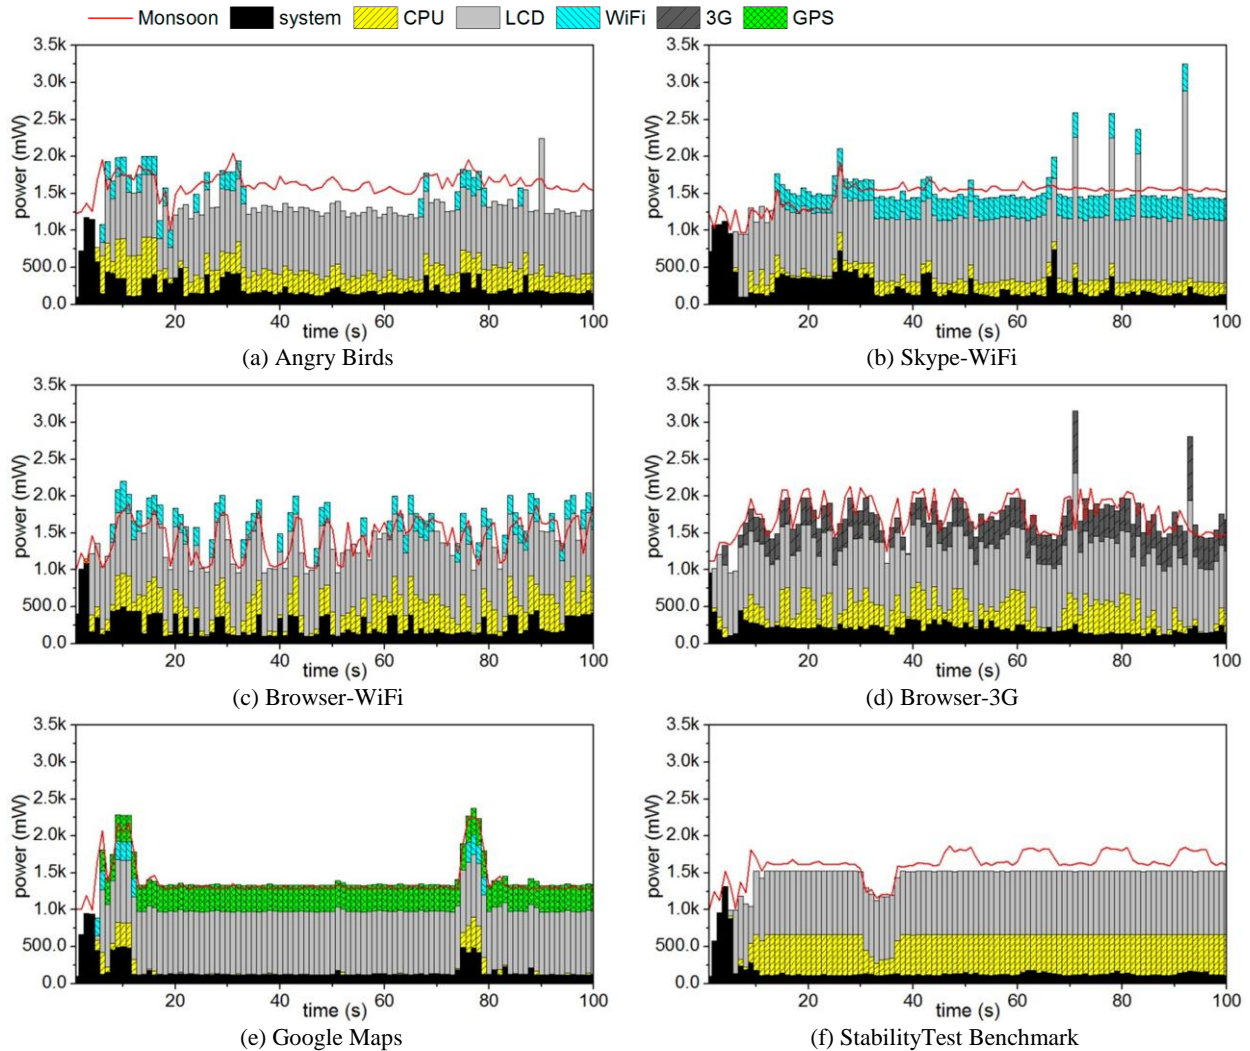 Monsoon system CPU LCD WiFi 3G GPS
3.5k
3.0k
2.5k
2.0k
1.5k
1.0k
500.0
0.0
power (mW)
20 40 60 80 100
time (s)
(a) Angry Birds
3.5k
3.0k
2.5k
2.0k
1.5k
1.0k
500.0
0.0
power (mW)
20 40 60 80 100
time (s)
(b) Skype-WiFi
3.5k
3.0k
2.5k
2.0k
1.5k
1.0k
500.0
0.0
power (mW)
20 40 60 80 100
time (s)
(c) Browser-WiFi
3.5k
3.0k
2.5k
2.0k
1.5k
1.0k
500.0
0.0
power (mW)
20 40 60 80 100
time (s)
(d) Browser-3G
3.5k
3.0k
2.5k
2.0k
1.5k
1.0k
500.0
0.0
power (mW)
20 40 60 80 100
time (s)
(e) Google Maps
3.5k
3.0k
2.5k
2.0k
1.5k
1.0k
500.0
0.0
power (mW)
20 40 60 80 100
time (s)
(f) StabilityTest Benchmark